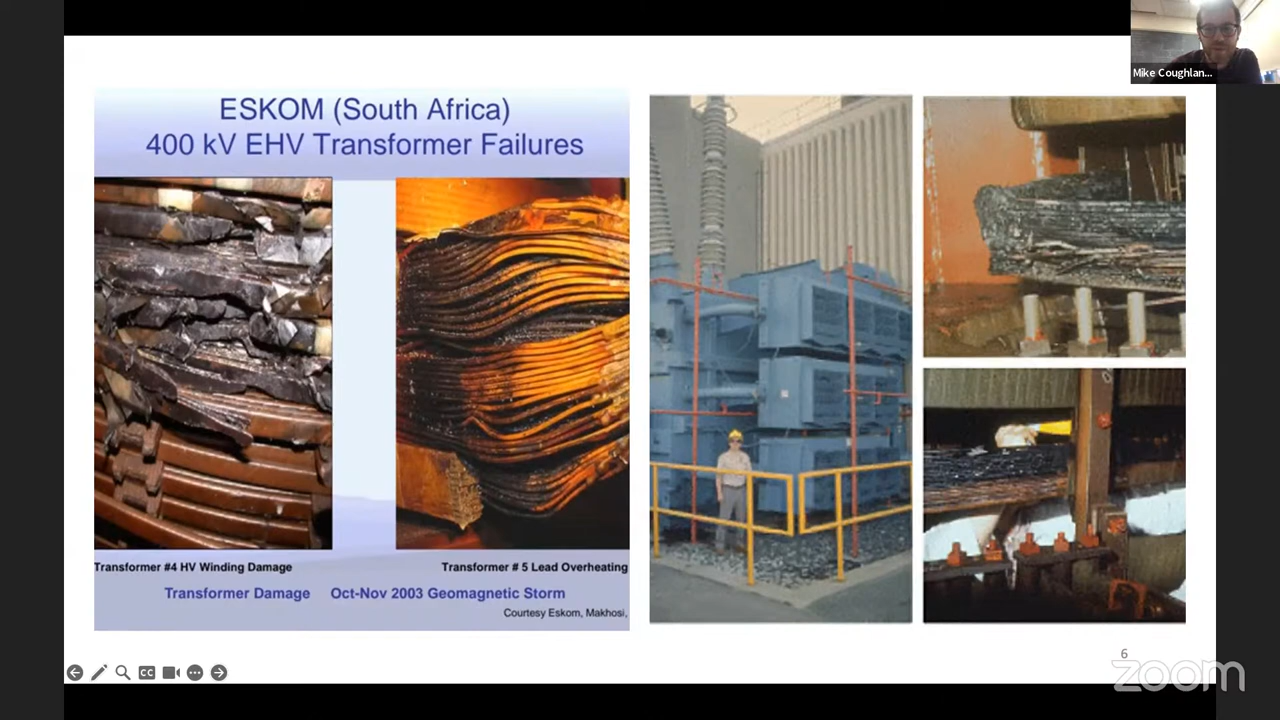 Mike Coughlan...
ESKOM (South Africa)
400 kV EHV Transformer Failures
Transformer #4 HV Winding Damage
Transformer # 5 Lead Overheating
Transformer Damage Oct-Nov 2003 Geomagnetic Storm
Courtesy Eskom, Makhosi,
6
CC
zoom